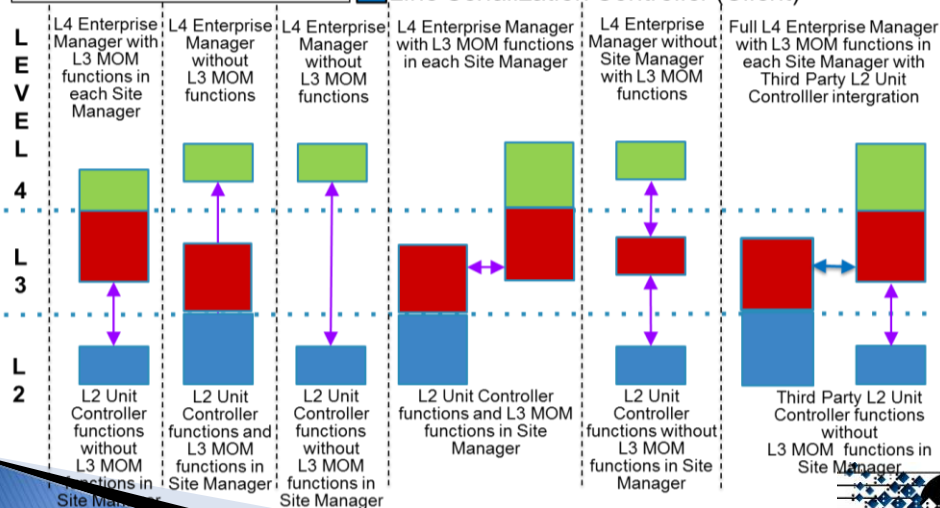 L4 Enterprise
Manager with
L3 MOM
functions in
each Site
Manager
L4 Enterprise
Manager
without
L3 MOM
functions
L4 Enterprise
Manager
without
L3 MOM
functions
L4 Enterprise Manager
with L3 MOM functions
in each Site Manager
L4 Enterprise
Manager without
Site Manager
with L3 MOM
functions
Full L4 Enterprise Manager
with L3 MOM functions in
each Site Manager with
Third Party L2 Unit
Controlller intergration
L
E
V
E
L
4
L
3
L
2
L2 Unit
Controller
functions
without
L3 MOM
functions in
Site Manager
L2 Unit
Controller
functions and
L3 MOM
functions in
Site Manager
L2 Unit
Controller
functions
without
L3 MOM
functions in
Site Manager
L2 Unit Controller
functions and L3 MOM
functions in Site
Manager
L2 Unit
Controller
functions without
L3 MOM
functions in Site
Manager
Third Party L2 Unit
Controller functions
without
L3 MOM functions in
Site Manager